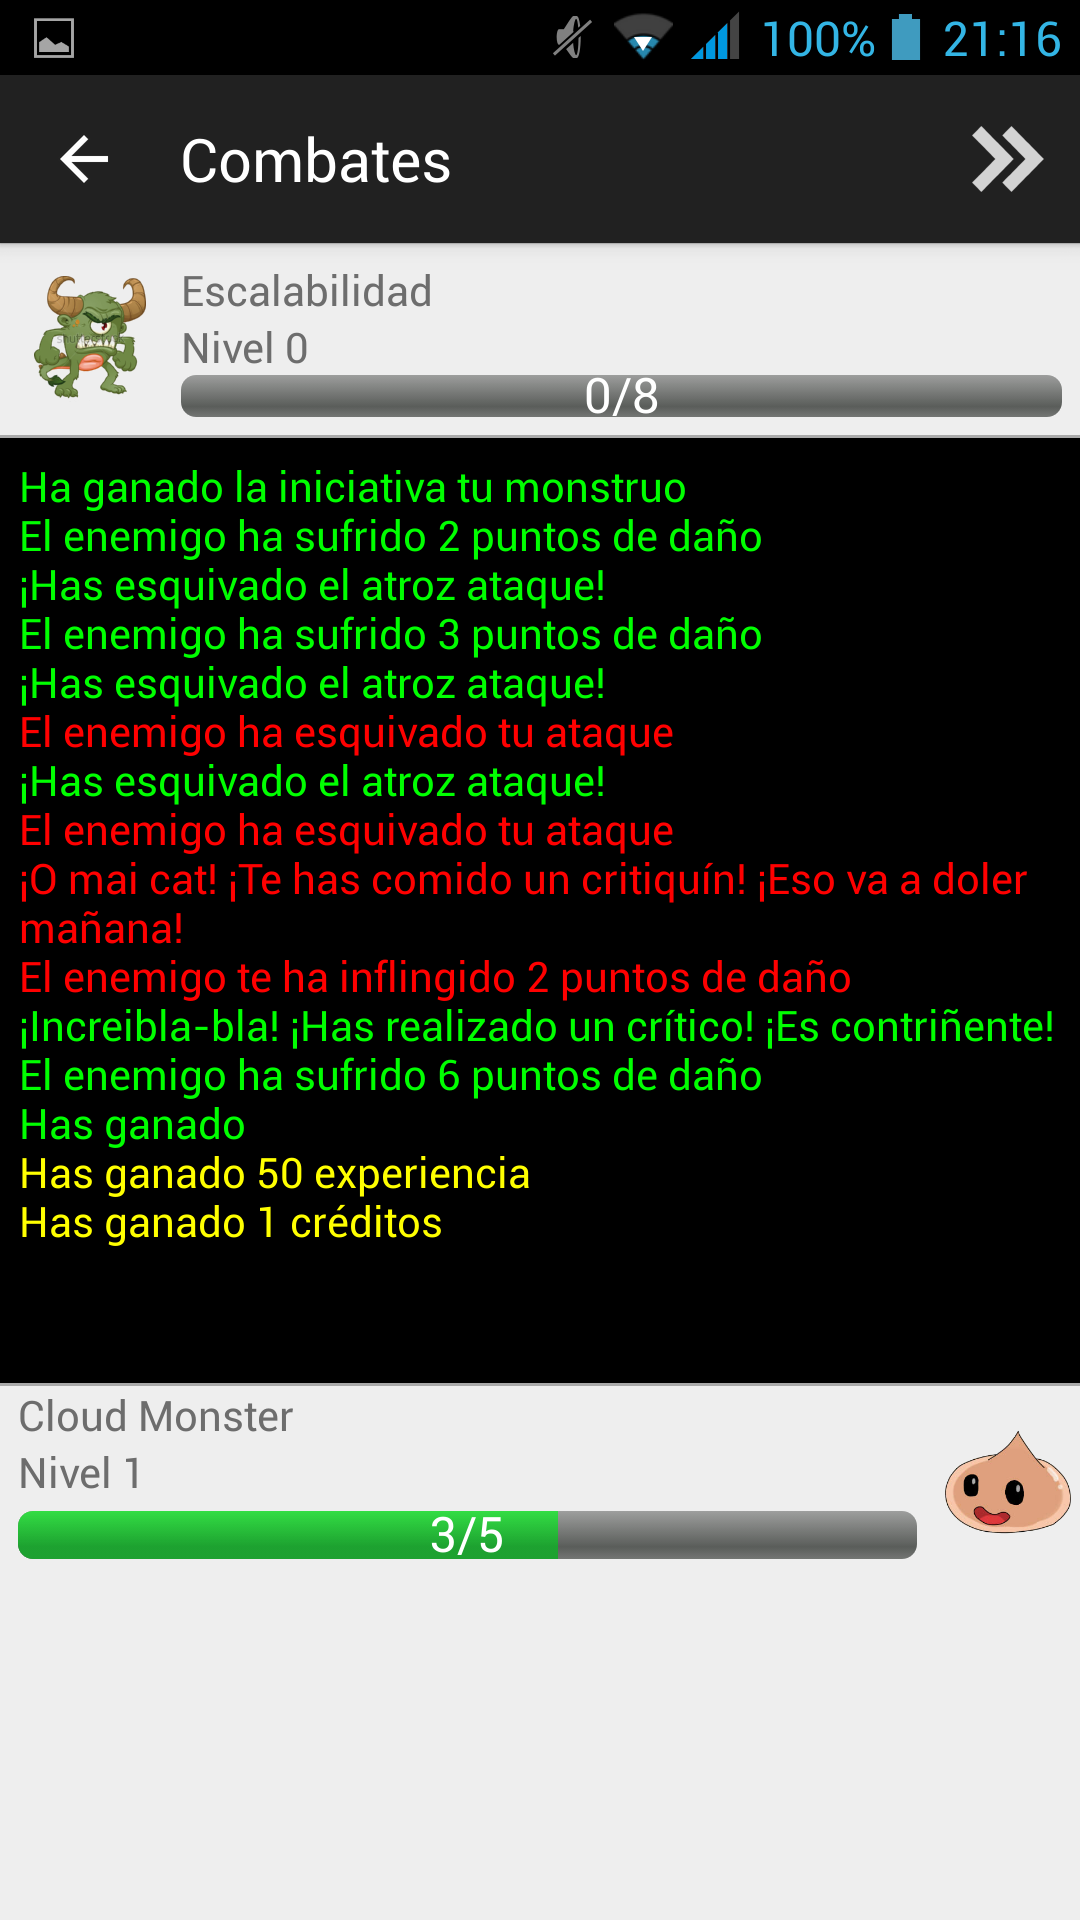 100% 21:16
Combates
Escalabilidad
Nivel 0
0/8
Ha ganado la iniciativa tu monstruo
El enemigo ha sufrido 2 puntos de daño
¡Has esquivado el atroz ataque!
El enemigo ha sufrido 3 puntos de daño
¡Has esquivado el atroz ataque!
El enemigo ha esquivado tu ataque
¡Has esquivado el atroz ataque!
El enemigo ha esquivado tu ataque
¡O mai cat! ¡Te has comido un critiquín! ¡Eso va a doler
mañana!
El enemigo te ha inflingido 2 puntos de daño
¡Increibla-bla! ¡Has realizado un crítico! ¡Es contriñente!
El enemigo ha sufrido 6 puntos de daño
Has ganado
Has ganado 50 experiencia
Has ganado 1 créditos
Cloud Monster
Nivel 1
3/5